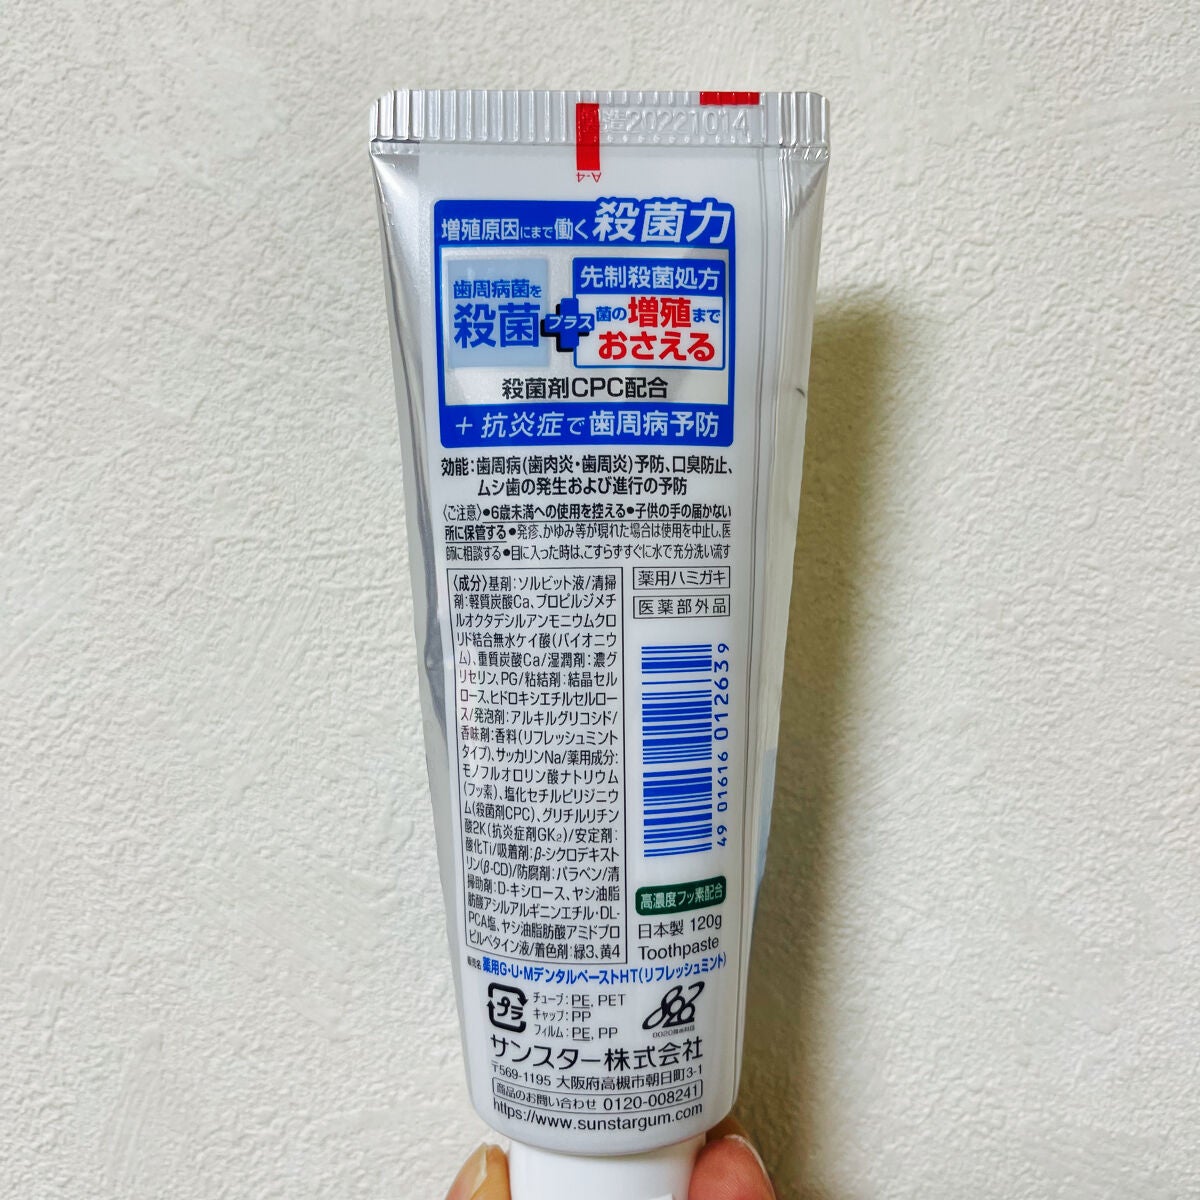 造20221014
A-4
増殖原因にまで働く 殺菌力
歯周病菌を
殺菌
プラス
先制殺菌処方
菌の増殖まで
おさえる
殺菌剤CPC配合
+ 抗炎症で歯周病予防
効能:歯周病(歯肉炎・歯周炎)予防、口臭防止、
ムシ歯の発生および進行の予防
〈ご注意〉●6歳未満への使用を控える●子供の手の届かない
所に保管する●発疹、かゆみ等が現れた場合は使用を中止し、医
師に相談する●目に入った時は、こすらずすぐに水で充分洗い流す
〈成分〉基剤:ソルビット液/清掃
剤:軽質炭酸Ca、プロピルジメチ
ルオクタデシルアンモニウムクロ
リド結合無水ケイ酸(バイオニウ
ム)、重質炭酸Ca/湿潤剤:濃グ
リセリン、PG/粘結剤:結晶セル
ロース、ヒドロキシエチルセルロー
ス/発泡剤:アルキルグリコシド/
香味剤:香料(リフレッシュミント
タイプ)、サッカリンNa/薬用成分:
モノフルオロリン酸ナトリウム
(フッ素)、塩化セチルピリジニウ
ム(殺菌剤CPC)、グリチルリチン
酸2K(抗炎症剤GK2)/安定剤:
酸化Ti/吸着剤:β-シクロデキスト
リン(β-CD)/防腐剤:パラベン/清
掃助剤:D-キシロース、ヤシ油脂
肪酸アシルアルギニンエチル・DL-
PCA塩、ヤシ油脂肪酸アミドプロ
ピルベタイン液/着色剤:緑3、黄4
薬用ハミガキ
医薬部外品
4 901616 012639
高濃度フッ素配合
日本製 120g
Toothpaste
販売名 薬用G・U・MデンタルペーストHT(リフレッシュミント)
プラ
チューブ:PE, PET
キャップ:PP
フィルム:PE, PP
8020
サンスター株式会社
〒569-1195 大阪府高槻市朝日町3-1
商品のお問い合わせ 0120-008241
https://www.sunstargum.com